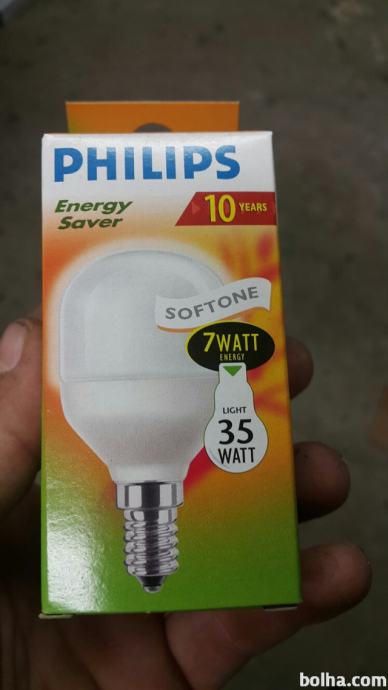 PHILIPS
Energy
Saver
10 YEARS
SOFTONE
7WATT
ENERGY
LIGHT
35
WATT
bolha.com